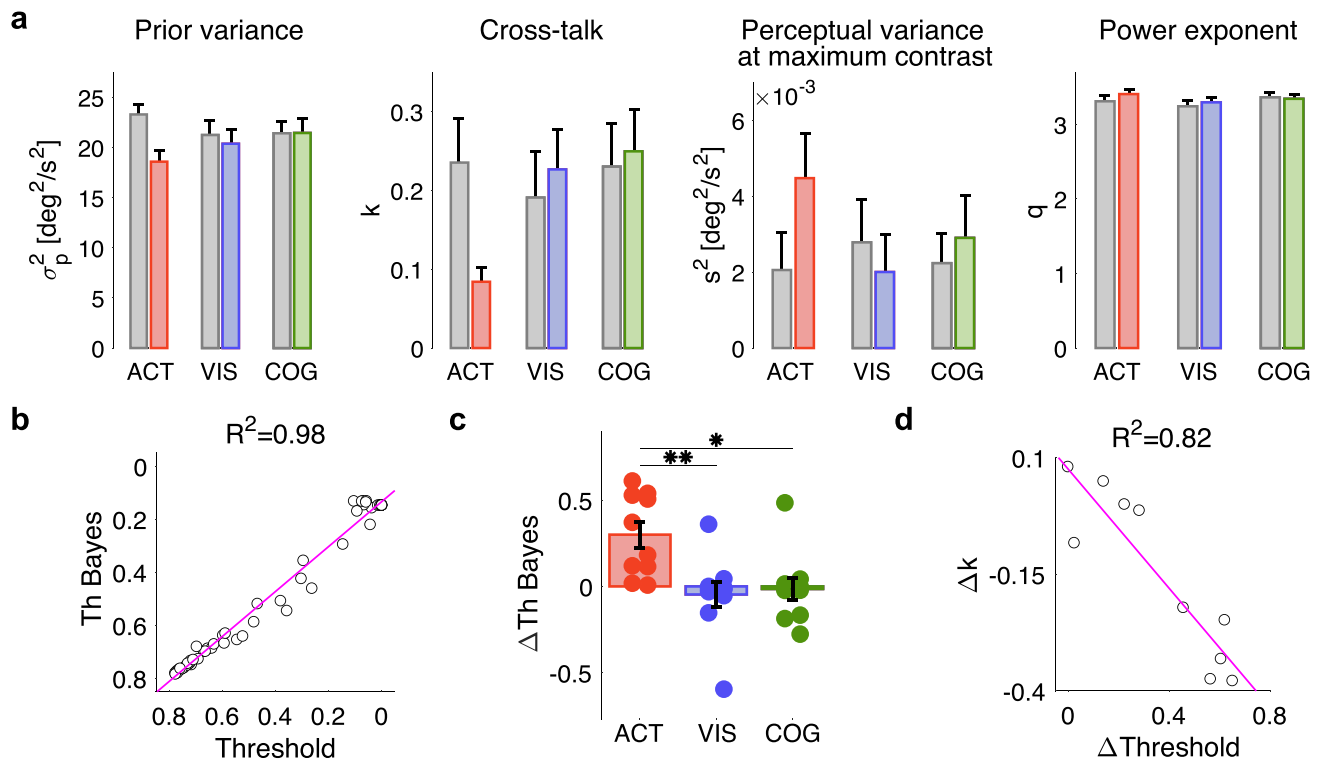 a
Prior variance
σ²p [deg²/s²]
25
20
15
10
5
0
ACT VIS COG
Cross-talk
k
0.3
0.2
0.1
0
ACT VIS COG
Perceptual variance
at maximum contrast
×10⁻³
s² [deg²/s²]
6
4
2
0
ACT VIS COG
Power exponent
q
3
2
1
0
ACT VIS COG
b
R²=0.98
Th Bayes
0
0.2
0.4
0.6
0.8
0.8 0.6 0.4 0.2 0
Threshold
c
*
**
Δ Th Bayes
0.5
0
-0.5
ACT VIS COG
d
R²=0.82
Δk
0.1
-0.15
-0.4
0 0.4 0.8
Δ Threshold